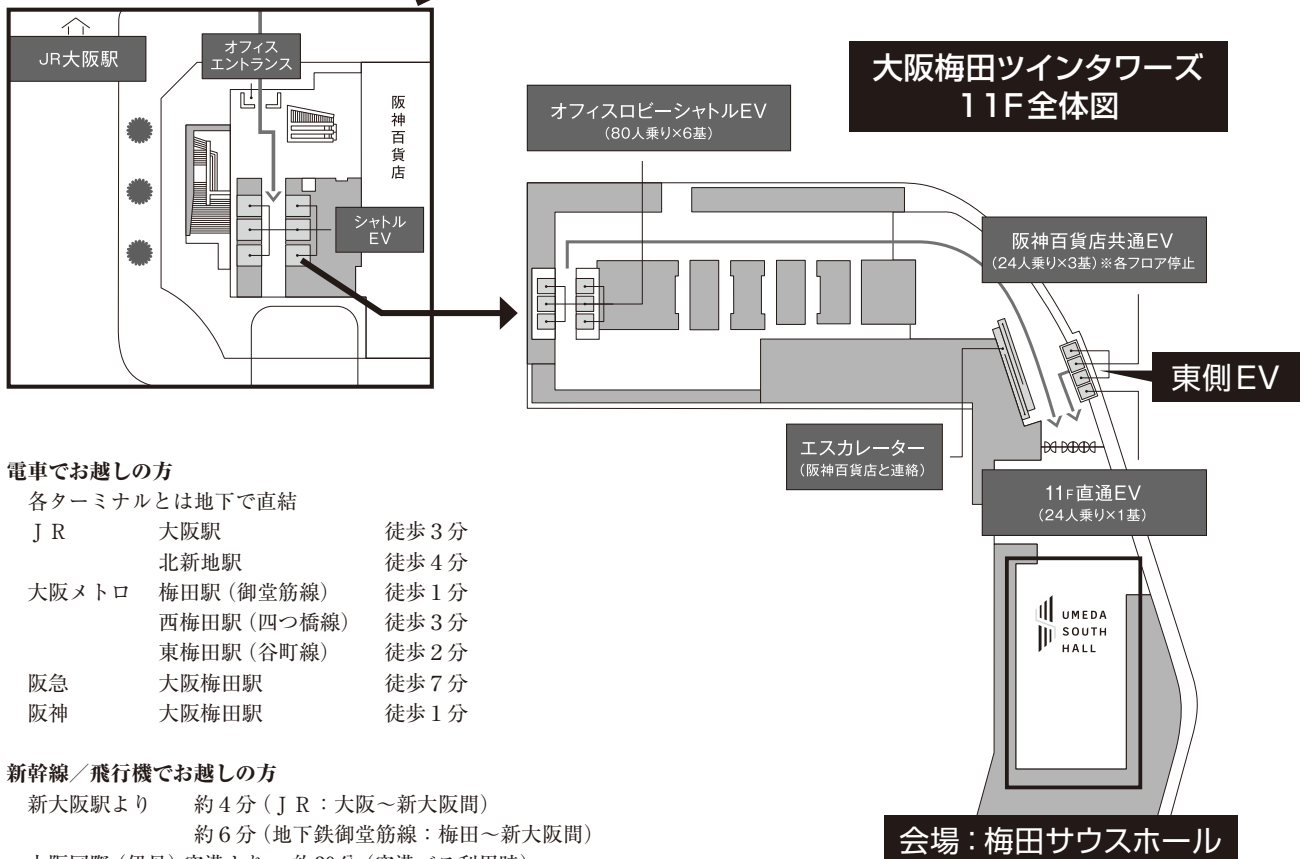 JR大阪駅
オフィス
エントランス
阪神百貨店
シャトル
EV
大阪梅田ツインタワーズ
11F全体図
オフィスロビーシャトルEV
(80人乗り×6基)
阪神百貨店共通EV
(24人乗り×3基)※各フロア停止
東側EV
エスカレーター
(阪神百貨店と連絡)
11F直通EV
(24人乗り×1基)
UMEDA
SOUTH
HALL
会場：梅田サウスホール
電車でお越しの方
各ターミナルとは地下で直結
ＪＲ 大阪駅 徒歩３分
北新地駅 徒歩４分
大阪メトロ 梅田駅（御堂筋線） 徒歩１分
西梅田駅（四つ橋線） 徒歩３分
東梅田駅（谷町線） 徒歩２分
阪急 大阪梅田駅 徒歩７分
阪神 大阪梅田駅 徒歩１分
新幹線／飛行機でお越しの方
新大阪駅より 約４分（ＪＲ：大阪～新大阪間）
約６分（地下鉄御堂筋線：梅田～新大阪間）